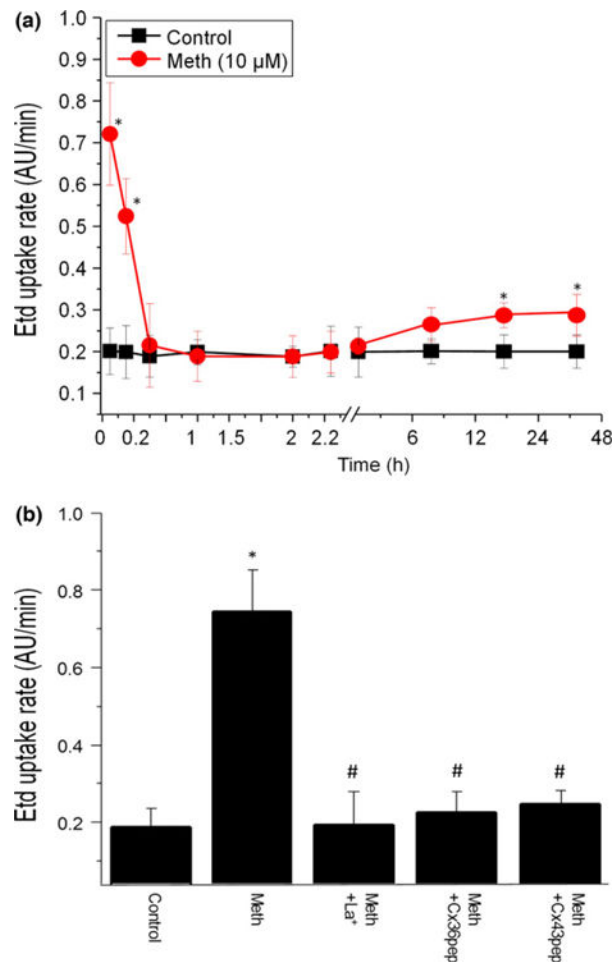 (a)
Control
Meth (10 µM)
Etd uptake rate (AU/min)
1.0
0.9
0.8
0.7
0.6
0.5
0.4
0.3
0.2
0.1
*
*
*
*
0 0.2 1 1.5 2 2.2 6 12 24 48
Time (h)
(b)
Etd uptake rate (AU/min)
1.0
0.8
0.6
0.4
0.2
*
#
#
#
Control
Meth
Meth
+La⁺
Meth
+Cx36pep
Meth
+Cx43pep